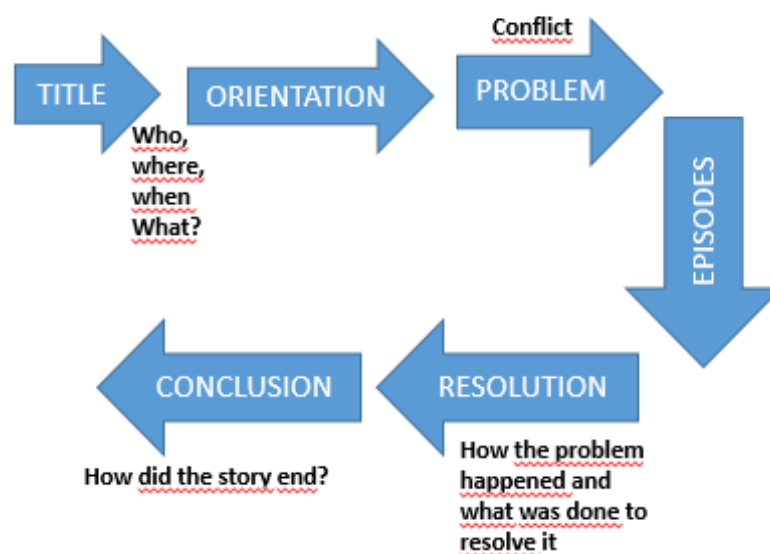 Conflict
TITLE
ORIENTATION
PROBLEM
Who,
where,
when
What?
EPISODES
RESOLUTION
How the problem
happened and
what was done to
resolve it
CONCLUSION
How did the story end?